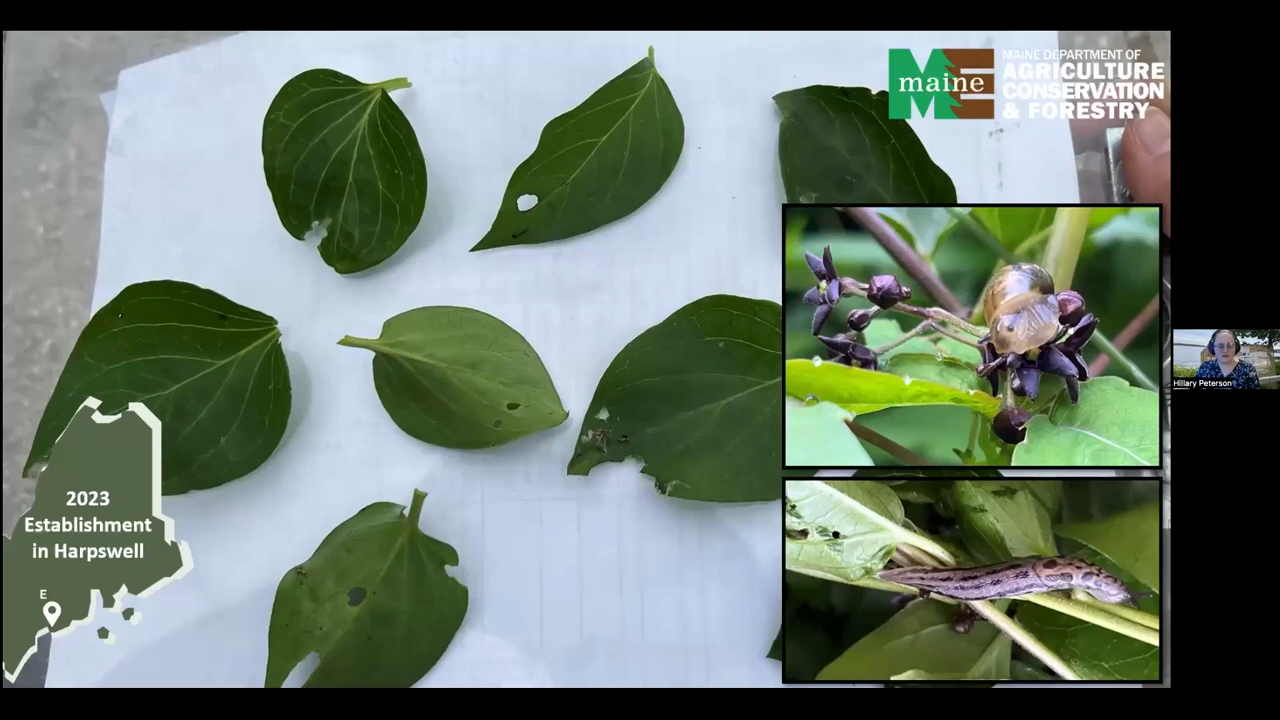 maine
MAINE DEPARTMENT OF
AGRICULTURE
CONSERVATION
& FORESTRY
2023
Establishment
in Harpswell
E
Hillary Peterson